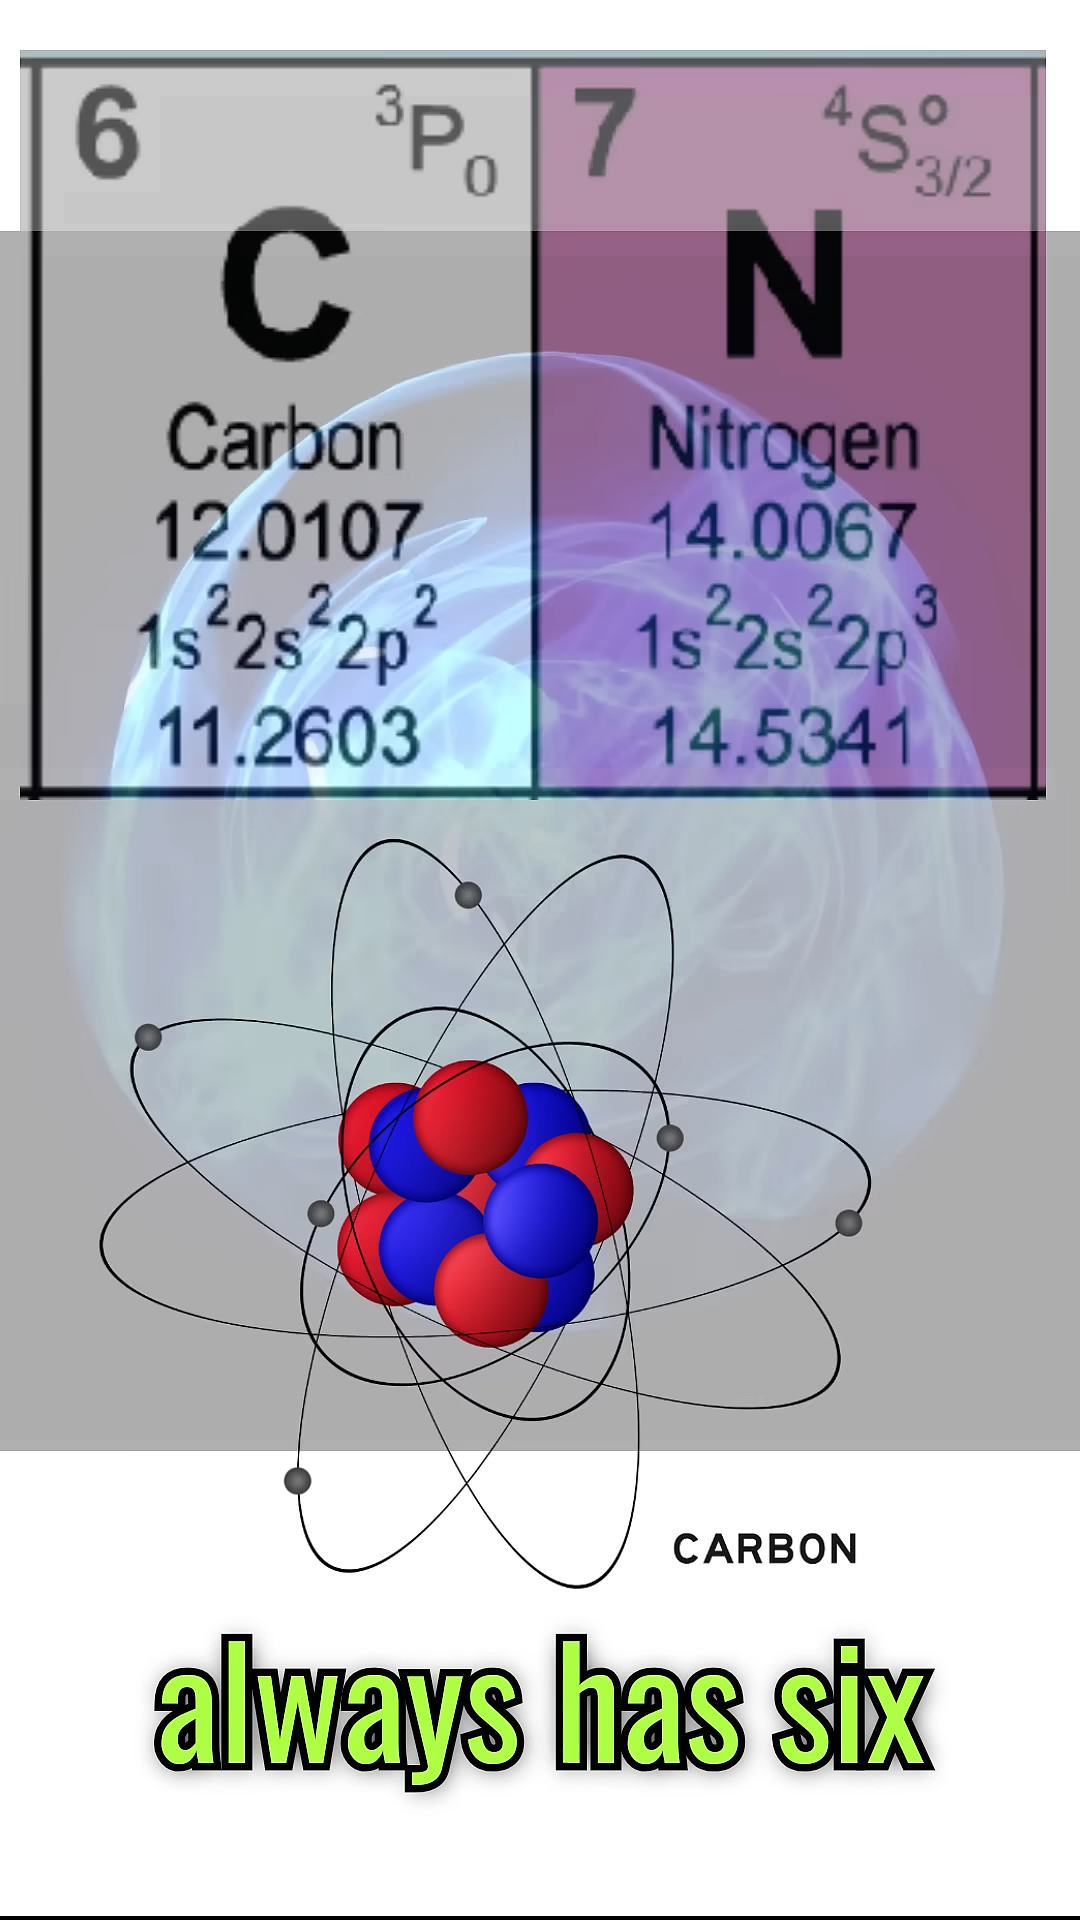 6 ³P₀ 7 ⁴S°₃/₂
C N
Carbon Nitrogen
12.0107 14.0067
1s²2s²2p² 1s²2s²2p³
11.2603 14.5341
CARBON
always has six